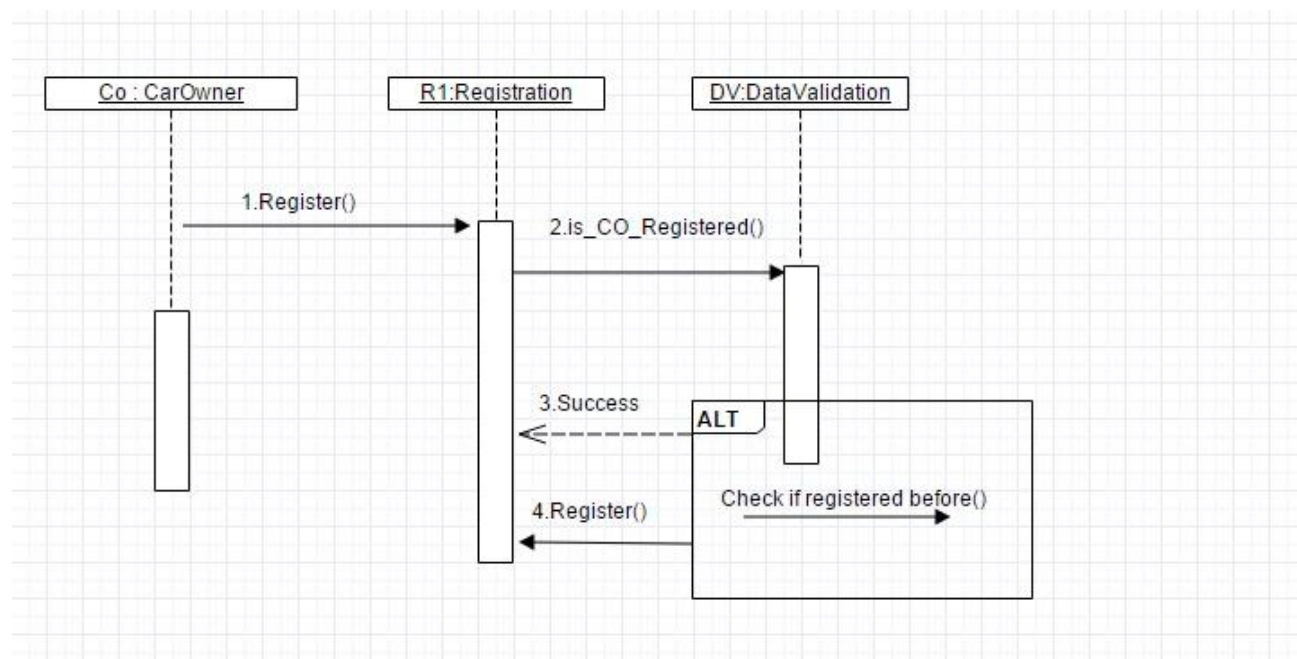 Co : CarOwner
R1:Registration
DV:DataValidation
1.Register()
2.is_CO_Registered()
3.Success
ALT
Check if registered before()
4.Register()